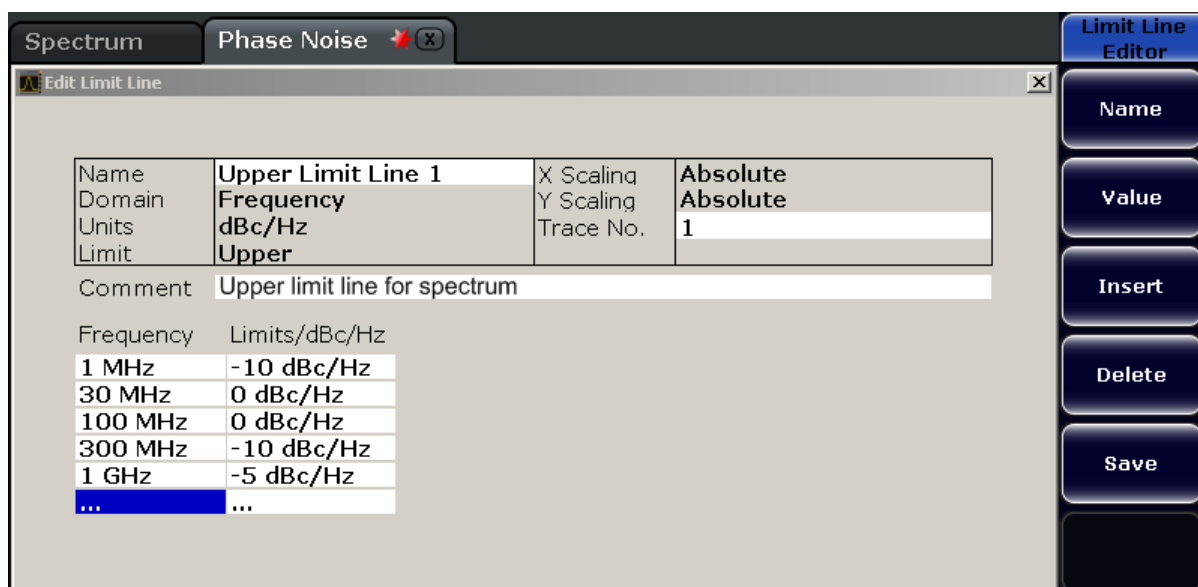 Spectrum
Phase Noise
X
Limit Line
Editor
Edit Limit Line
Name
Name Upper Limit Line 1 X Scaling Absolute
Domain Frequency Y Scaling Absolute
Units dBc/Hz Trace No. 1
Limit Upper
Value
Comment Upper limit line for spectrum
Insert
Frequency Limits/dBc/Hz
1 MHz -10 dBc/Hz
30 MHz 0 dBc/Hz
100 MHz 0 dBc/Hz
300 MHz -10 dBc/Hz
1 GHz -5 dBc/Hz
... ...
Delete
Save